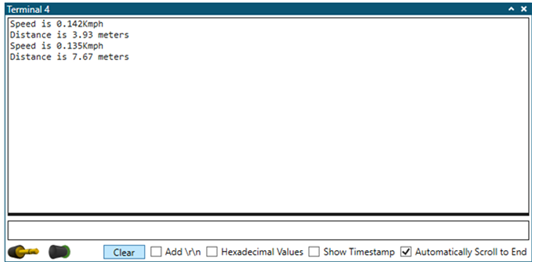 Terminal 4
Speed is 0.142Kmph
Distance is 3.93 meters
Speed is 0.135Kmph
Distance is 7.67 meters
Clear Add \r\n Hexadecimal Values Show Timestamp Automatically Scroll to End